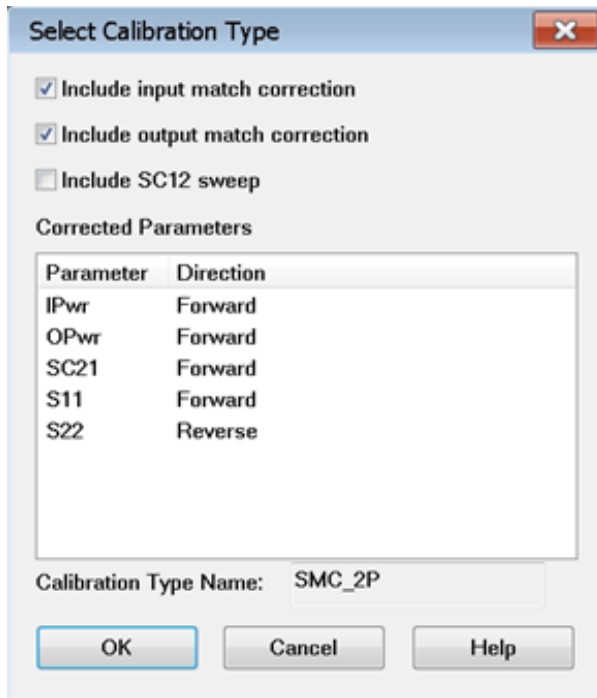 Select Calibration Type
Include input match correction
Include output match correction
Include SC12 sweep
Corrected Parameters
Parameter Direction
IPwr Forward
OPwr Forward
SC21 Forward
S11 Forward
S22 Reverse
Calibration Type Name: SMC_2P
OK Cancel Help